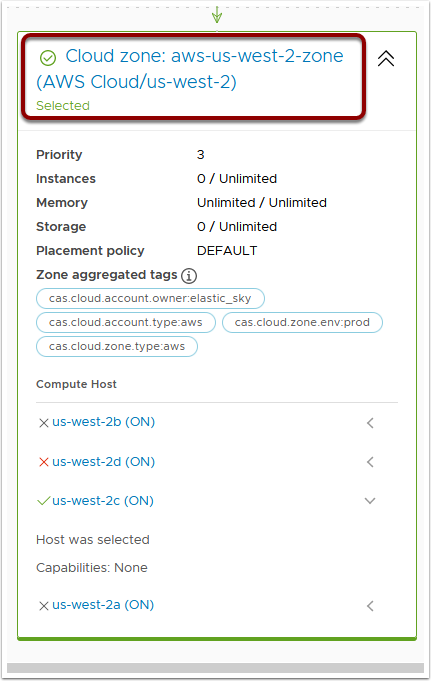 Cloud zone: aws-us-west-2-zone
(AWS Cloud/us-west-2)
Selected
Priority 3
Instances 0 / Unlimited
Memory Unlimited / Unlimited
Storage 0 / Unlimited
Placement policy DEFAULT
Zone aggregated tags
cas.cloud.account.owner:elastic_sky
cas.cloud.account.type:aws cas.cloud.zone.env:prod
cas.cloud.zone.type:aws
Compute Host
us-west-2b (ON)
us-west-2d (ON)
us-west-2c (ON)
Host was selected
Capabilities: None
us-west-2a (ON)